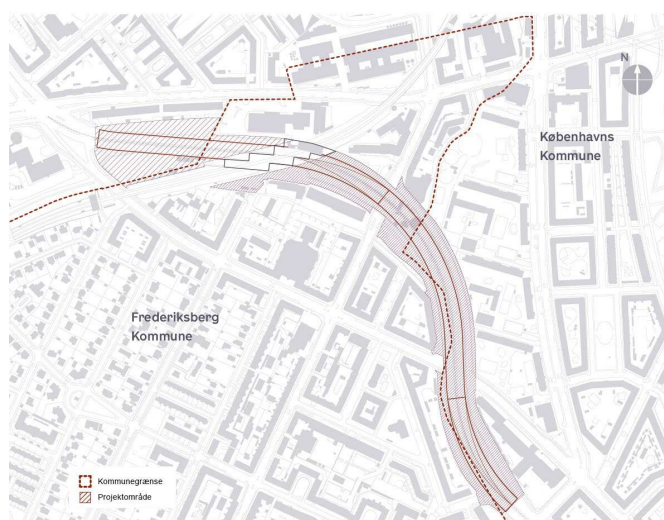 N
Københavns
Kommune
Frederiksberg
Kommune
Kommunegrænse
Projektområde